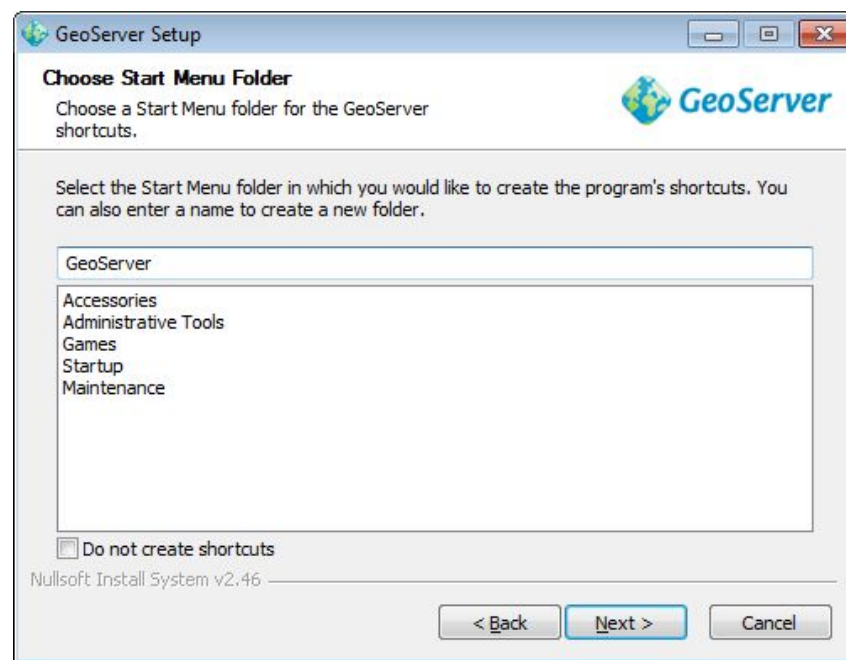 GeoServer Setup
Choose Start Menu Folder
Choose a Start Menu folder for the GeoServer
shortcuts.
GeoServer
Select the Start Menu folder in which you would like to create the program's shortcuts. You
can also enter a name to create a new folder.
GeoServer
Accessories
Administrative Tools
Games
Startup
Maintenance
Do not create shortcuts
Nullsoft Install System v2.46
< Back
Next >
Cancel